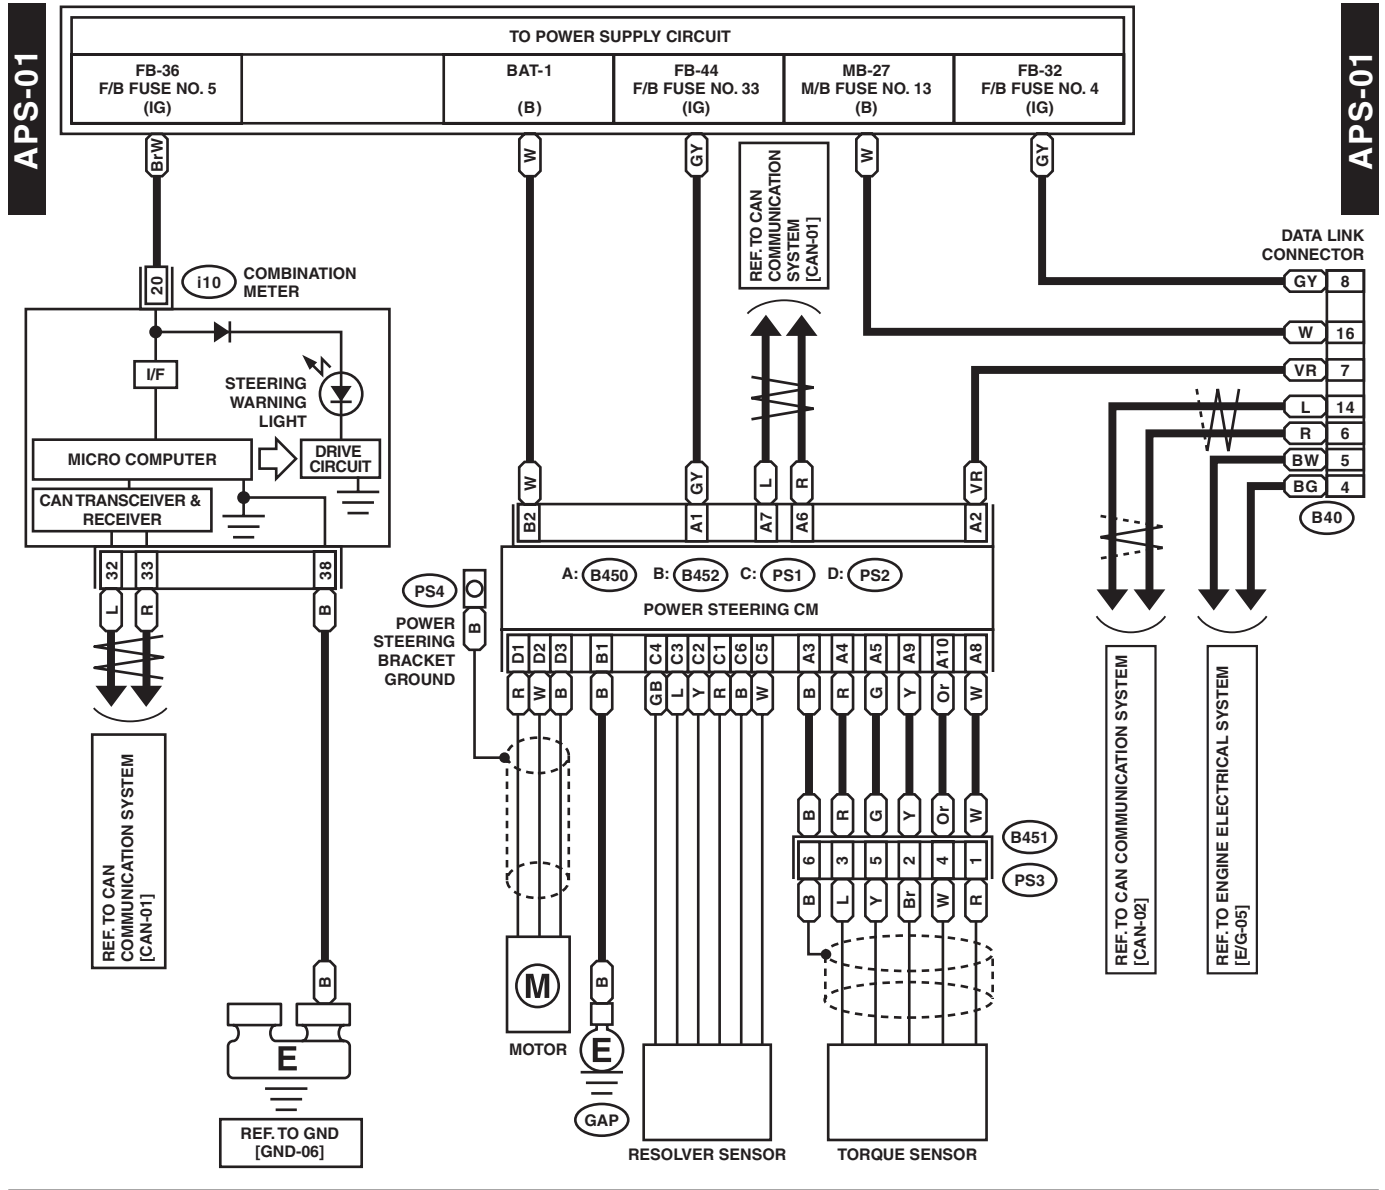 APS-01
APS-01
TO POWER SUPPLY CIRCUIT
FB-36
F/B FUSE NO. 5
(IG)
BAT-1
(B)
FB-44
F/B FUSE NO. 33
(IG)
MB-27
M/B FUSE NO. 13
(B)
FB-32
F/B FUSE NO. 4
(IG)
BrW
W
GY
W
GY
REF. TO CAN
COMMUNICATION
SYSTEM
[CAN-01]
DATA LINK
CONNECTOR
GY 8
W 16
VR 7
L 14
R 6
BW 5
BG 4
B40
20
i10
COMBINATION
METER
I/F
STEERING
WARNING
LIGHT
MICRO COMPUTER
DRIVE
CIRCUIT
CAN TRANSCEIVER &
RECEIVER
32
33
38
L
R
B
REF. TO CAN
COMMUNICATION SYSTEM
[CAN-01]
B
E
REF. TO GND
[GND-06]
W
GY
L
R
VR
B2
A1
A7
A6
A2
A: B450 B: B452 C: PS1 D: PS2
POWER STEERING CM
PS4
B
POWER
STEERING
BRACKET
GROUND
D1
D2
D3
B1
C4
C3
C2
C1
C6
C5
A3
A4
A5
A9
A10
A8
R
W
B
B
GB
L
Y
R
B
W
B
R
G
Y
Or
W
B
R
G
Y
Or
W
B451
6
3
5
2
4
1
PS3
B
L
Y
Br
W
R
M
MOTOR
B
E
GAP
RESOLVER SENSOR
TORQUE SENSOR
REF. TO CAN COMMUNICATION SYSTEM
[CAN-02]
REF. TO ENGINE ELECTRICAL SYSTEM
[E/G-05]